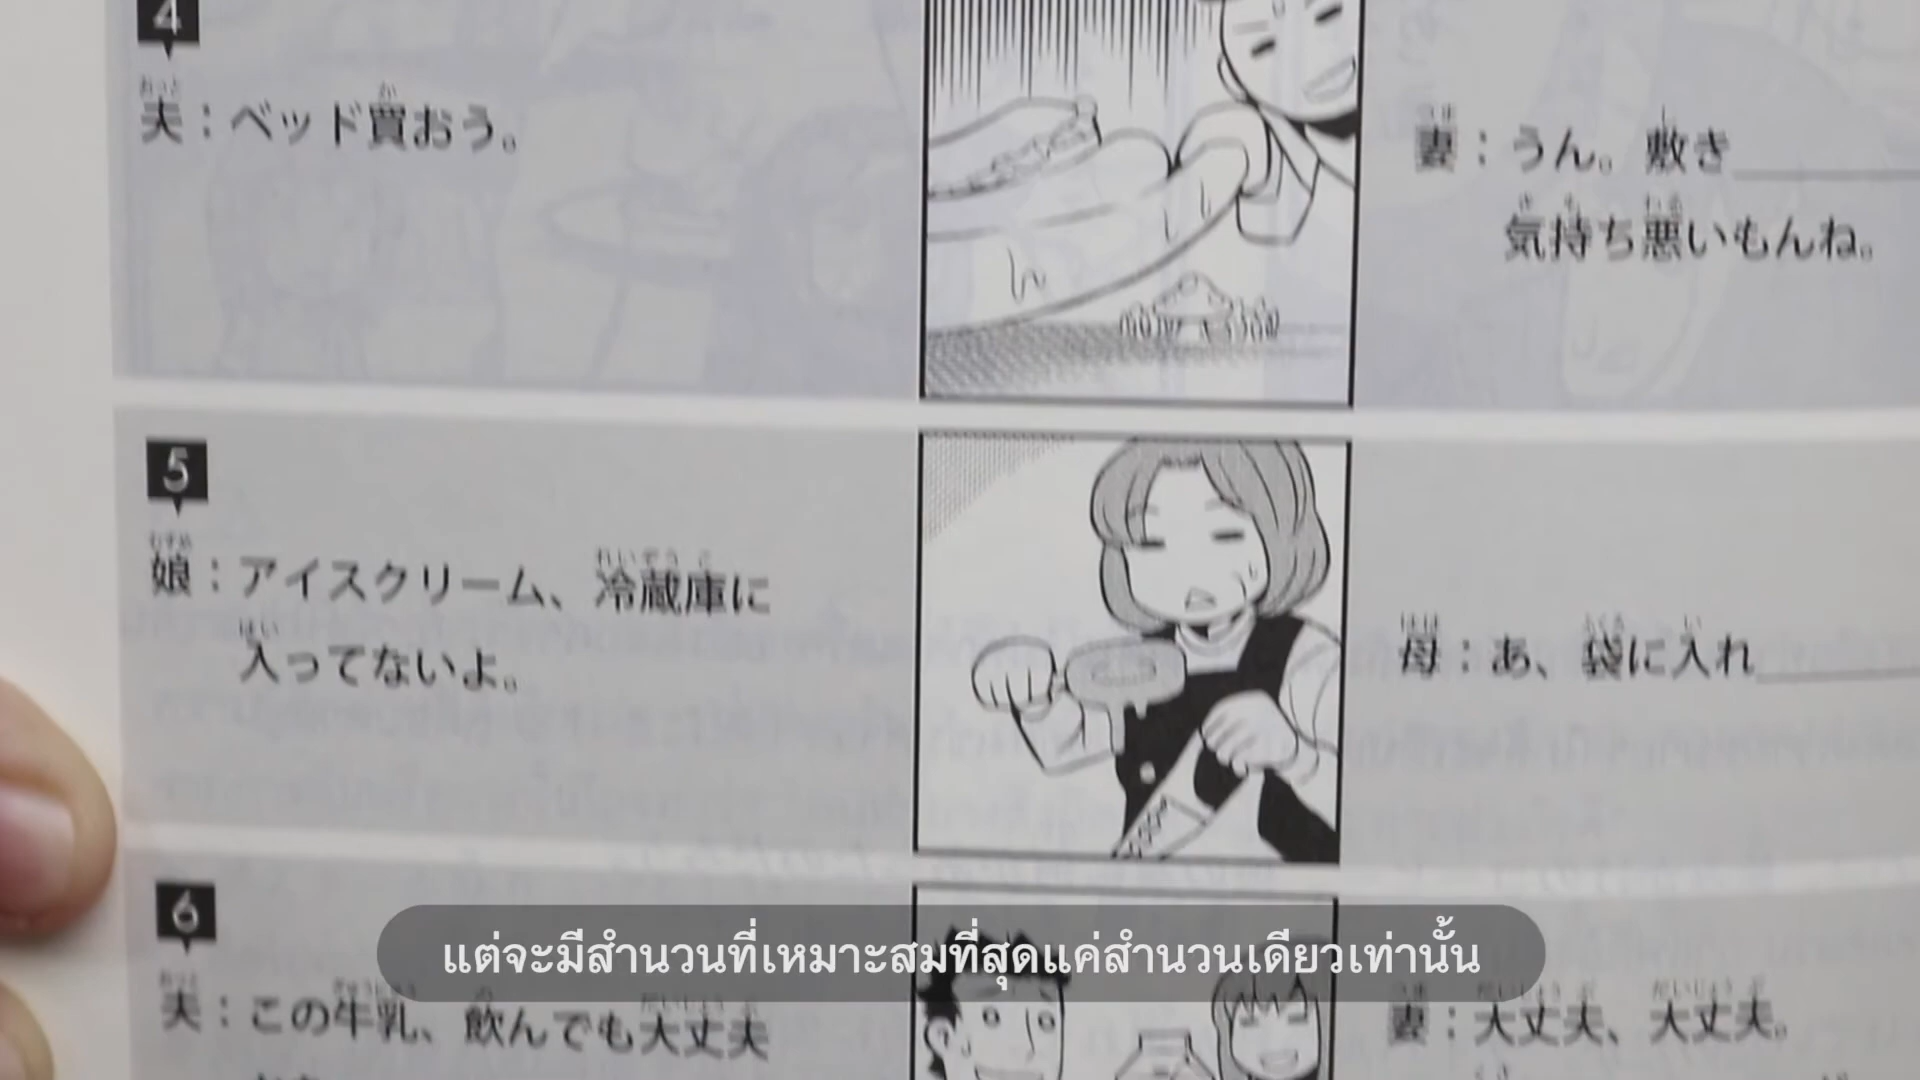 4
夫：ベッド買おう。
妻：うん。敷き
気持ち悪いもんね。
5
娘：アイスクリーム、冷蔵庫に
入ってないよ。
母：あ、袋に入れ
6
แต่จะมีสำนวนที่เหมาะสมที่สุดแค่สำนวนเดียวเท่านั้น
夫：この牛乳、飲んでも大丈夫
妻：大丈夫、大丈夫。